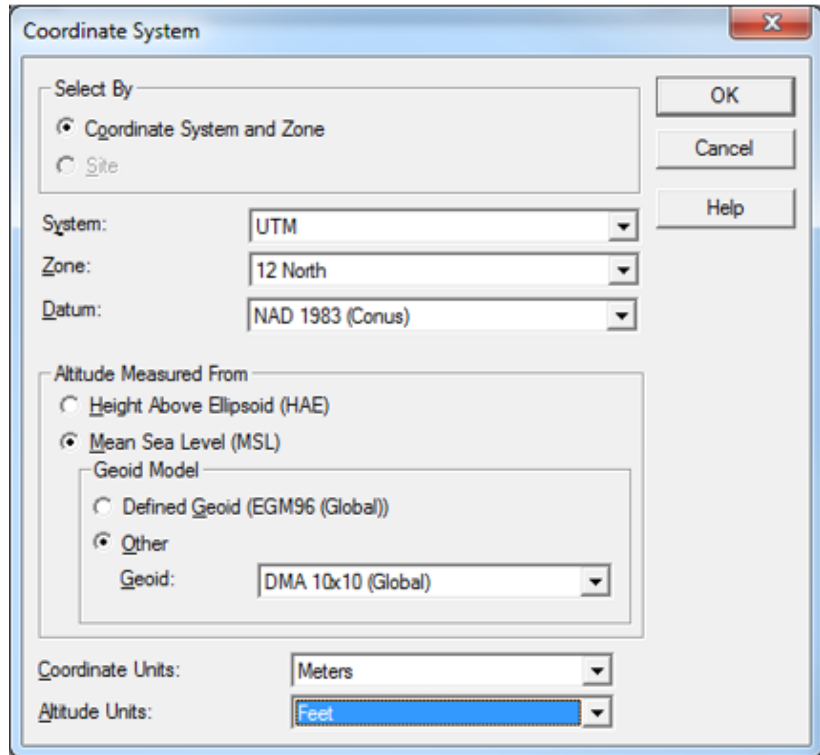 Coordinate System
Select By
Coordinate System and Zone
Site
OK
Cancel
Help
System: UTM
Zone: 12 North
Datum: NAD 1983 (Conus)
Altitude Measured From
Height Above Ellipsoid (HAE)
Mean Sea Level (MSL)
Geoid Model
Defined Geoid (EGM96 (Global))
Other
Geoid: DMA 10x10 (Global)
Coordinate Units: Meters
Altitude Units: Feet